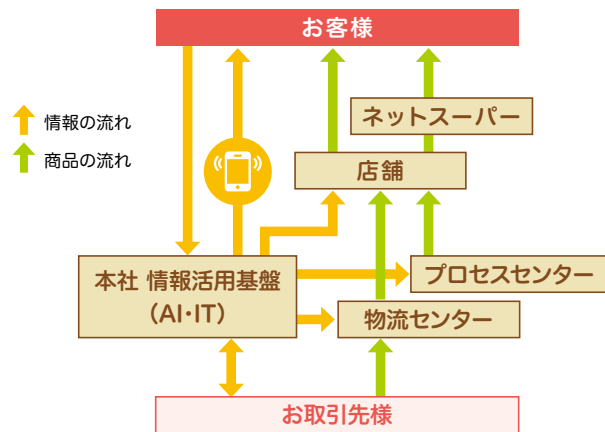 お客様
情報の流れ
商品の流れ
ネットスーパー
店舗
本社 情報活用基盤
（AI・IT）
プロセスセンター
物流センター
お取引先様